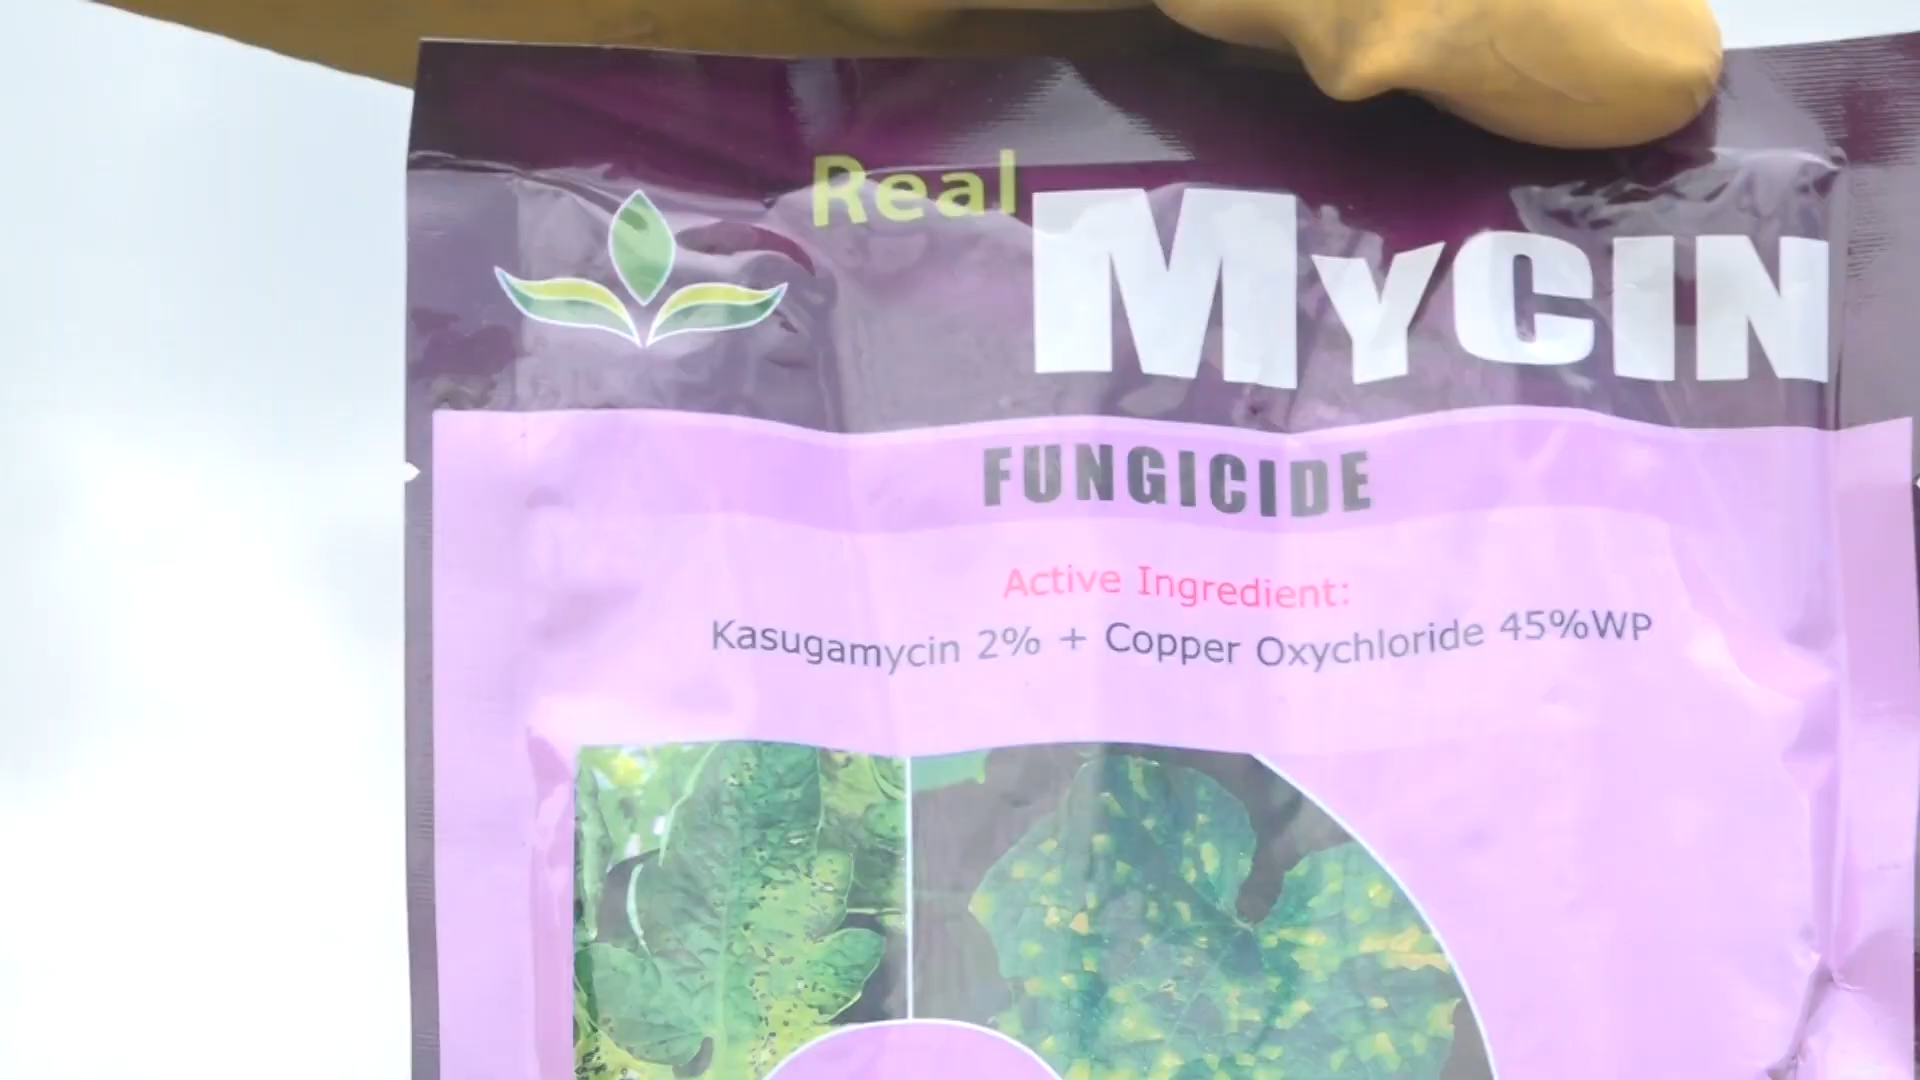 Real
MYCIN
FUNGICIDE
Active Ingredient:
Kasugamycin 2% + Copper Oxychloride 45%WP